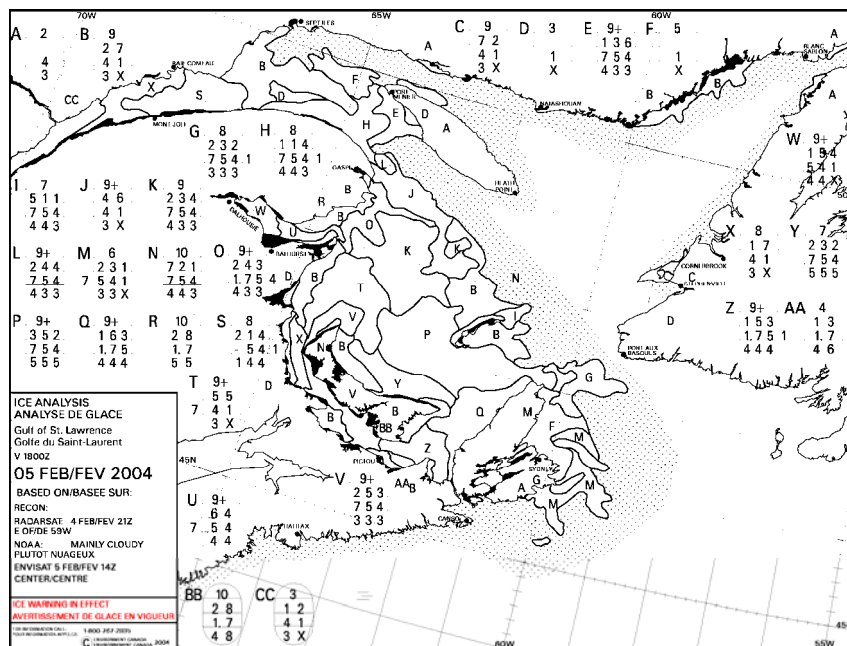 70W 65W 60W
SEPT-ILES
A 2
4
3
B 9
2 7
4 1
3 X
C 9
7 2
4 1
3 X
D 3
1
X
E 9+
1 3 6
7 5 4
4 3 3
F 5
1
X
BLANC SABLON
BAIE COMEAU
PORT MENIER
NATASHQUAN
MONT JOLI
G 8
2 3 2
7 5 4 1
3 3 3
H 8
1 1 4
7 5 4 1
4 4 3
W 9+
1 5 4
5 4 1
4 4 X
GASPE
HEATH POINT
I 7
5 1 1
7 5 4
4 4 3
J 9+
4 6
4 1
3 X
K 9
2 3 4
7 5 4
4 3 3
DALHOUSIE
BATHURST
L 9+
2 4 4
7 5 4
4 3 3
M 6
2 3 1
7 5 4 1
3 3 X
N 10
7 2 1
7 5 4
4 4 3
O 9+
2 4 3
1. 7 5 4
4 3 3
X 8
1 7
4 1
3 X
Y 7
2 3 2
7 5 4
5 5 5
CORNERBROOK
STEPHENVILLE
P 9+
3 5 2
7 5 4
5 5 5
Q 9+
1 6 3
1. 7 5
4 4 4
R 10
2 8
1. 7
5 5
S 8
2 1 4
5 4 1
1 4 4
Z 9+
1 5 3
1. 7 5 1
4 4 4
AA 4
1 3
1. 7
4 6
PORT AUX BASQUES
T 9+
5 5
7 4 1
3 X
PICTOU
SYDNEY
CANSO
HALIFAX
U 9+
6 4
7 5 4
4 4
V 9+
2 5 3
7 5 4
3 3 3
BB 10
2 8
1. 7
4 8
CC 3
1 2
4 1
3 X
ICE ANALYSIS
ANALYSE DE GLACE
Gulf of St. Lawrence
Golfe du Saint-Laurent
V 1800Z
05 FEB/FEV 2004
BASED ON/BASEE SUR:
RECON:
RADARSAT: 4 FEB/FEV 21Z
E OF/DE 59W
NOAA: MAINLY CLOUDY
PLUTOT NUAGEUX
ENVISAT 5 FEB/FEV 14Z
CENTER/CENTRE
ICE WARNING IN EFFECT
AVERTISSEMENT DE GLACE EN VIGUEUR
ENVIRONMENT CANADA
2004
45N
45N
60W
55W